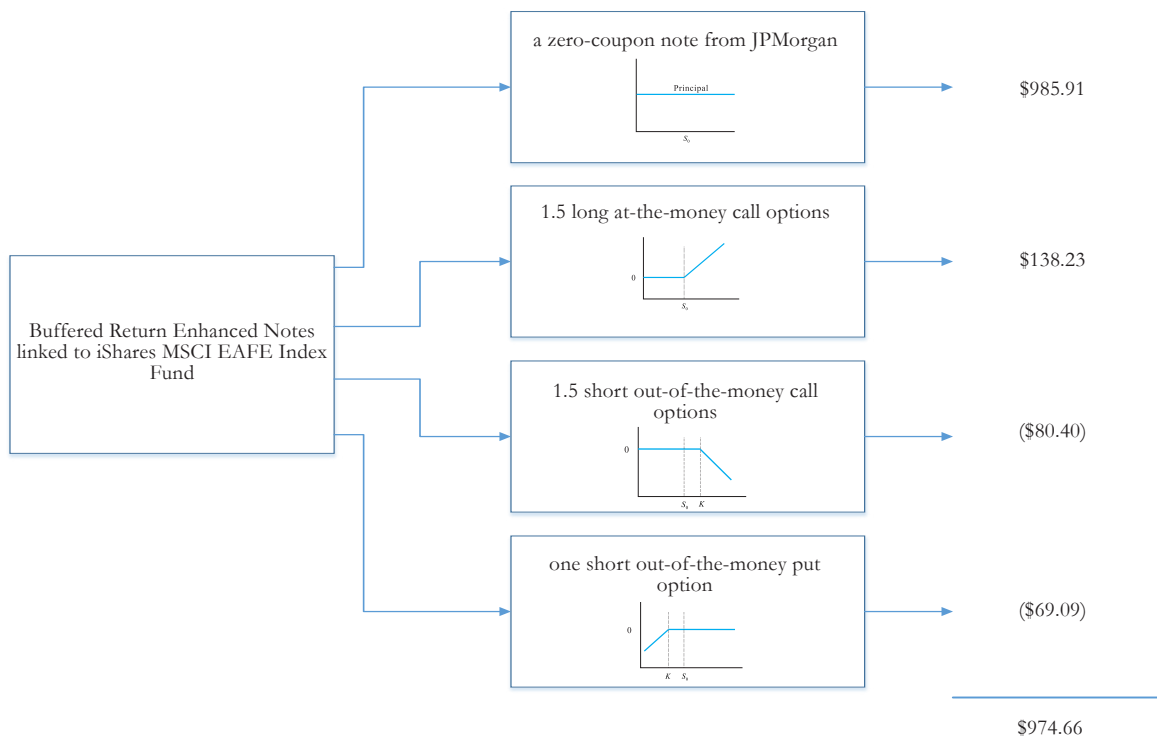 Buffered Return Enhanced Notes
linked to iShares MSCI EAFE Index
Fund
a zero-coupon note from JPMorgan
Principal
S₀
$985.91
1.5 long at-the-money call options
0
S₀
$138.23
1.5 short out-of-the-money call
options
0
S₀ K
($80.40)
one short out-of-the-money put
option
0
K S₀
($69.09)
$974.66